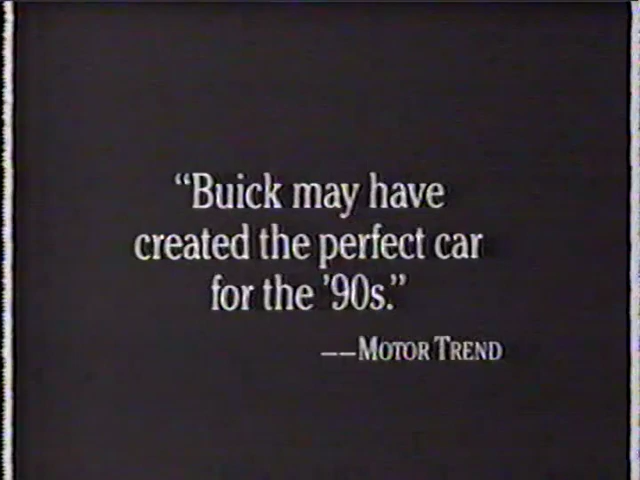 “Buick may have
created the perfect car
for the ’90s.”
––MOTOR TREND